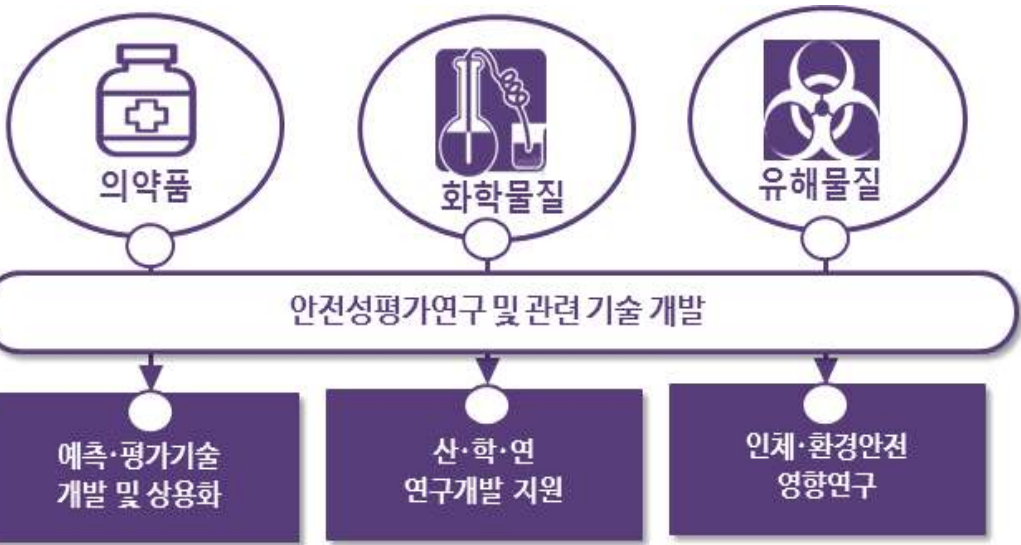 의약품
화학물질
유해물질
안전성평가연구 및 관련 기술 개발
예측·평가기술
개발 및 상용화
산·학·연
연구개발 지원
인체·환경안전
영향연구